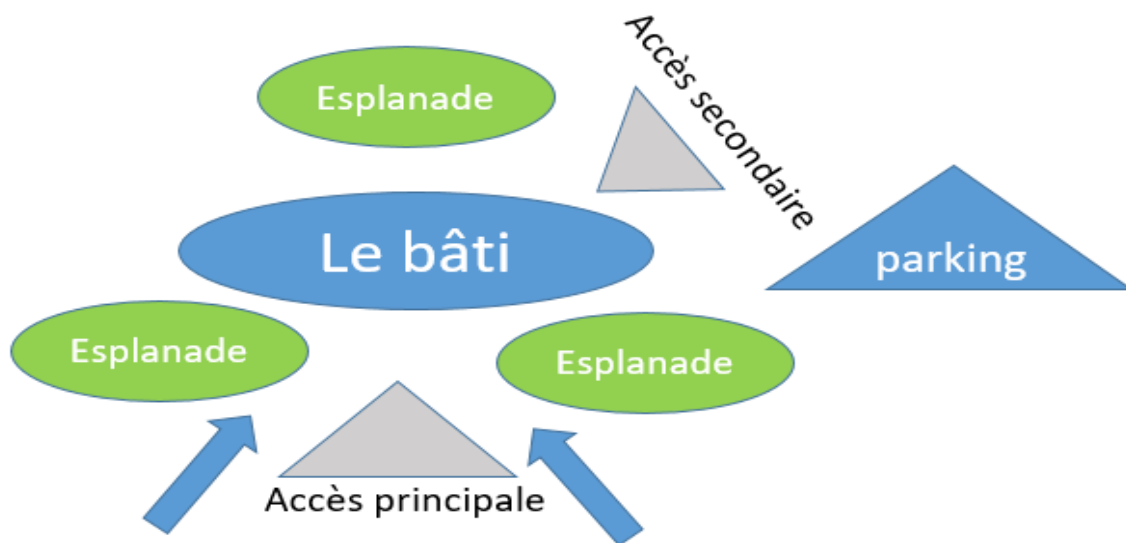 Esplanade
Accès secondaire
Le bâti
parking
Esplanade
Esplanade
Accès principale